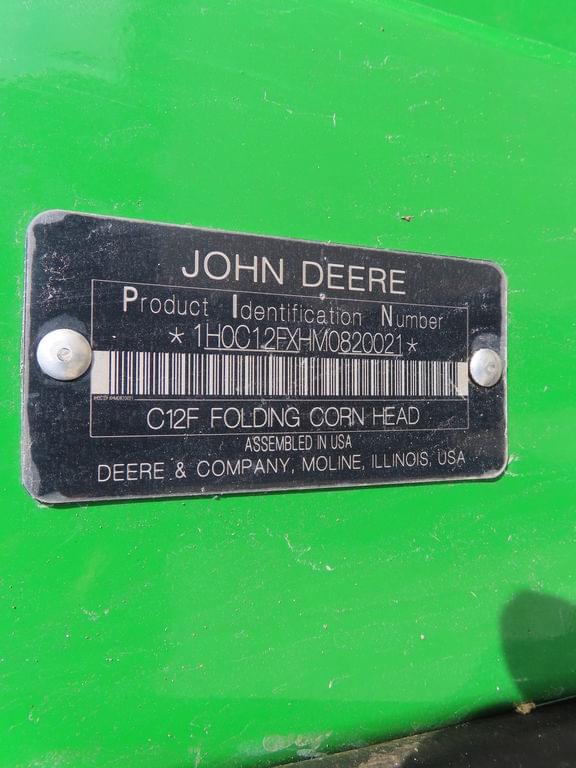 JOHN DEERE
Product Identification Number
*1H0C12FXHM0820021*
C12F FOLDING CORN HEAD
ASSEMBLED IN USA
DEERE & COMPANY, MOLINE, ILLINOIS, USA